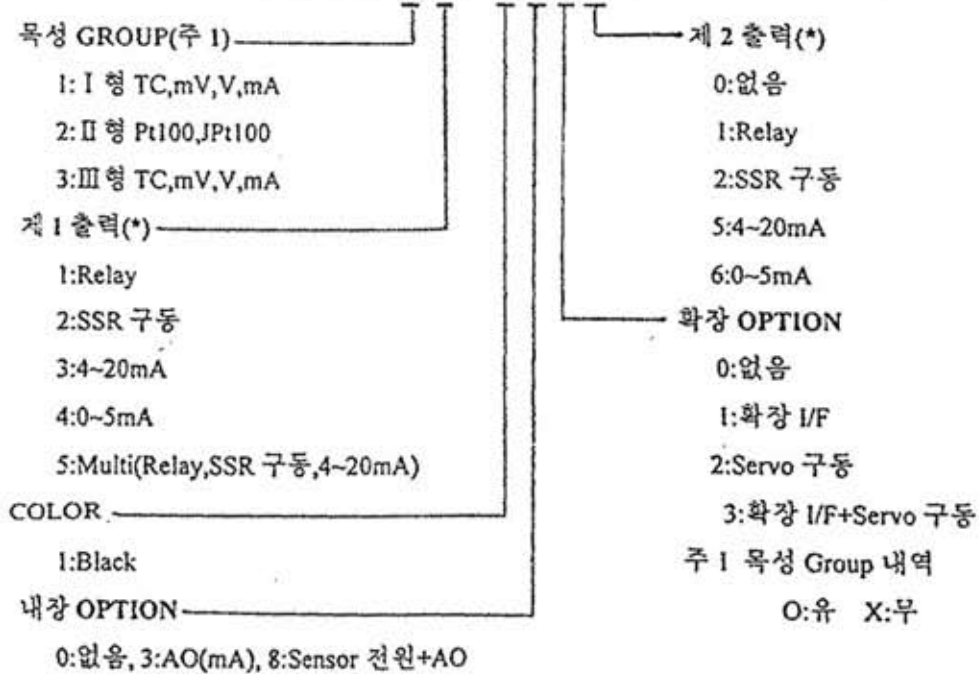 목성 GROUP(주 1)
1: Ⅰ 형 TC,mV,V,mA
2: Ⅱ 형 Pt100,JPt100
3:Ⅲ 형 TC,mV,V,mA
제 1 출력(*)
1:Relay
2:SSR 구동
3:4~20mA
4:0~5mA
5:Multi(Relay,SSR 구동,4~20mA)
COLOR
1:Black
내장 OPTION
0:없음, 3:AO(mA), 8:Sensor 전원+AO
제 2 출력(*)
0:없음
1:Relay
2:SSR 구동
5:4~20mA
6:0~5mA
확장 OPTION
0:없음
1:확장 I/F
2:Servo 구동
3:확장 I/F+Servo 구동
주 1 목성 Group 내역
O:유 X:무